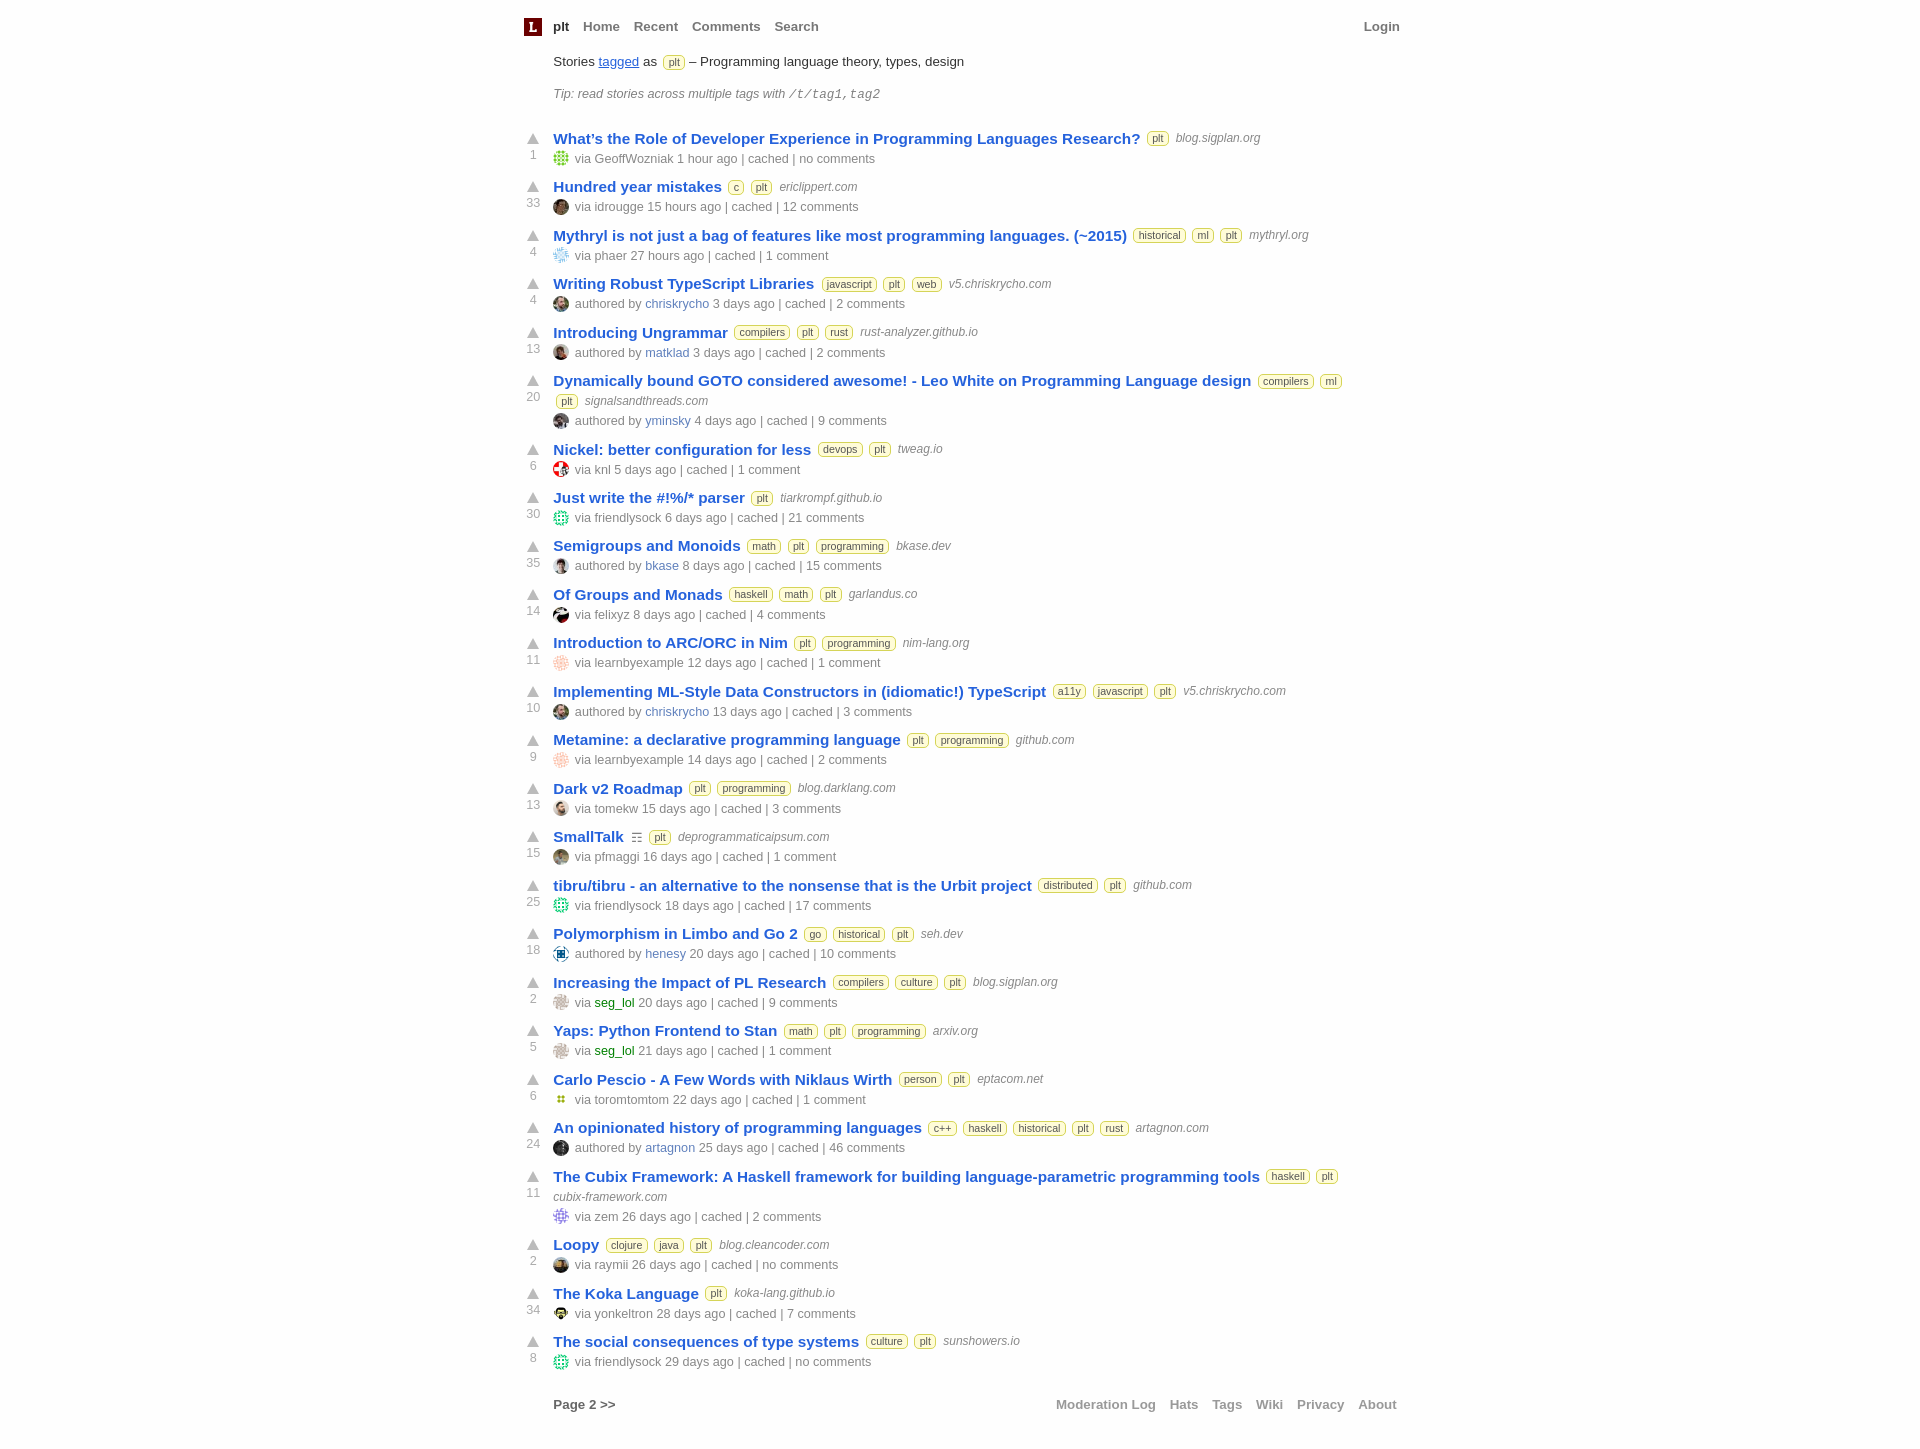 L plt Home Recent Comments Search Login
Stories tagged as plt – Programming language theory, types, design
Tip: read stories across multiple tags with /t/tag1,tag2
What’s the Role of Developer Experience in Programming Languages Research? plt blog.sigplan.org
1 via GeoffWozniak 1 hour ago | cached | no comments
Hundred year mistakes c plt ericlippert.com
33 via idrougge 15 hours ago | cached | 12 comments
Mythryl is not just a bag of features like most programming languages. (~2015) historical ml plt mythryl.org
4 via phaer 27 hours ago | cached | 1 comment
Writing Robust TypeScript Libraries javascript plt web v5.chriskrycho.com
4 authored by chriskrycho 3 days ago | cached | 2 comments
Introducing Ungrammar compilers plt rust rust-analyzer.github.io
13 authored by matklad 3 days ago | cached | 2 comments
Dynamically bound GOTO considered awesome! - Leo White on Programming Language design compilers ml
20 plt signalsandthreads.com
authored by yminsky 4 days ago | cached | 9 comments
Nickel: better configuration for less devops plt tweag.io
6 via knl 5 days ago | cached | 1 comment
Just write the #!%/* parser plt tiarkrompf.github.io
30 via friendlysock 6 days ago | cached | 21 comments
Semigroups and Monoids math plt programming bkase.dev
35 authored by bkase 8 days ago | cached | 15 comments
Of Groups and Monads haskell math plt garlandus.co
14 via felixyz 8 days ago | cached | 4 comments
Introduction to ARC/ORC in Nim plt programming nim-lang.org
11 via learnbyexample 12 days ago | cached | 1 comment
Implementing ML-Style Data Constructors in (idiomatic!) TypeScript a11y javascript plt v5.chriskrycho.com
10 authored by chriskrycho 13 days ago | cached | 3 comments
Metamine: a declarative programming language plt programming github.com
9 via learnbyexample 14 days ago | cached | 2 comments
Dark v2 Roadmap plt programming blog.darklang.com
13 via tomekw 15 days ago | cached | 3 comments
SmallTalk ☶ plt deprogrammaticaipsum.com
15 via pfmaggi 16 days ago | cached | 1 comment
tibru/tibru - an alternative to the nonsense that is the Urbit project distributed plt github.com
25 via friendlysock 18 days ago | cached | 17 comments
Polymorphism in Limbo and Go 2 go historical plt seh.dev
18 authored by henesy 20 days ago | cached | 10 comments
Increasing the Impact of PL Research compilers culture plt blog.sigplan.org
2 via seg_lol 20 days ago | cached | 9 comments
Yaps: Python Frontend to Stan math plt programming arxiv.org
5 via seg_lol 21 days ago | cached | 1 comment
Carlo Pescio - A Few Words with Niklaus Wirth person plt eptacom.net
6 via toromtomtom 22 days ago | cached | 1 comment
An opinionated history of programming languages c++ haskell historical plt rust artagnon.com
24 authored by artagnon 25 days ago | cached | 46 comments
The Cubix Framework: A Haskell framework for building language-parametric programming tools haskell plt
11 cubix-framework.com
via zem 26 days ago | cached | 2 comments
Loopy clojure java plt blog.cleancoder.com
2 via raymii 26 days ago | cached | no comments
The Koka Language plt koka-lang.github.io
34 via yonkeltron 28 days ago | cached | 7 comments
The social consequences of type systems culture plt sunshowers.io
8 via friendlysock 29 days ago | cached | no comments
Page 2 >> Moderation Log Hats Tags Wiki Privacy About